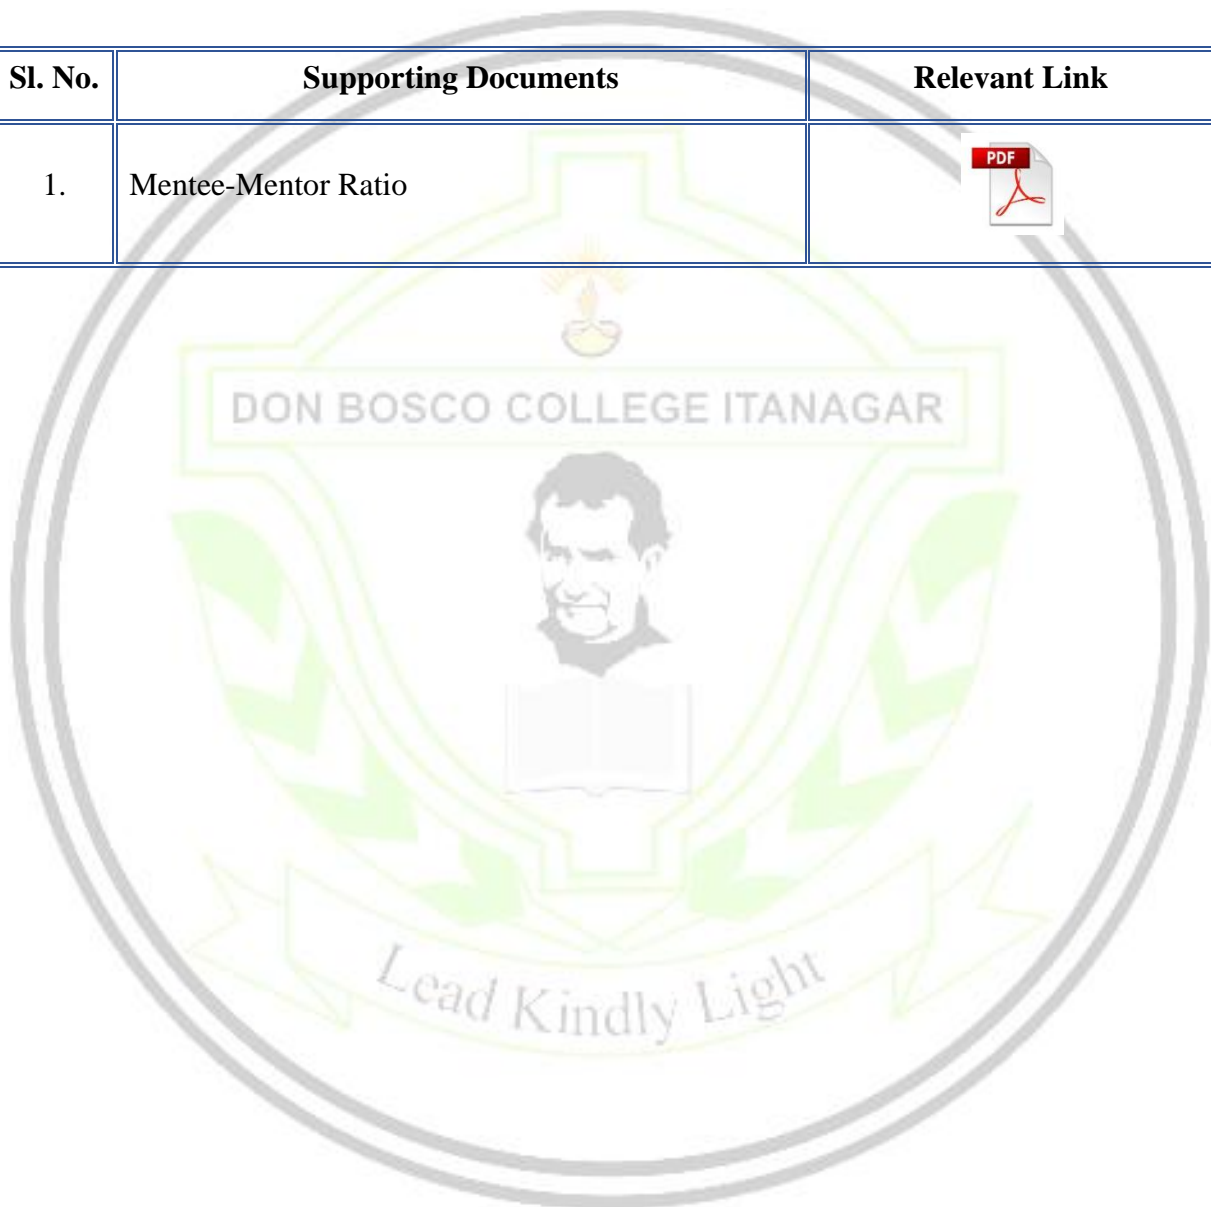 Sl. No. Supporting Documents Relevant Link
1. Mentee-Mentor Ratio PDF
DON BOSCO COLLEGE ITANAGAR
Lead Kindly Light